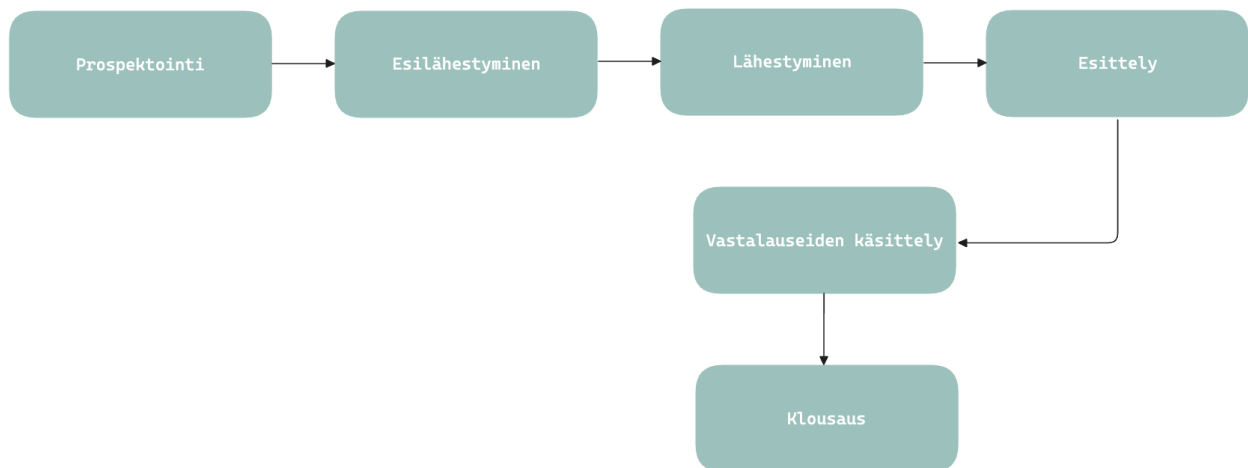 Prospektointi
Esilähestyminen
Lähestyminen
Esittely
Vastalauseiden käsittely
Klousaus